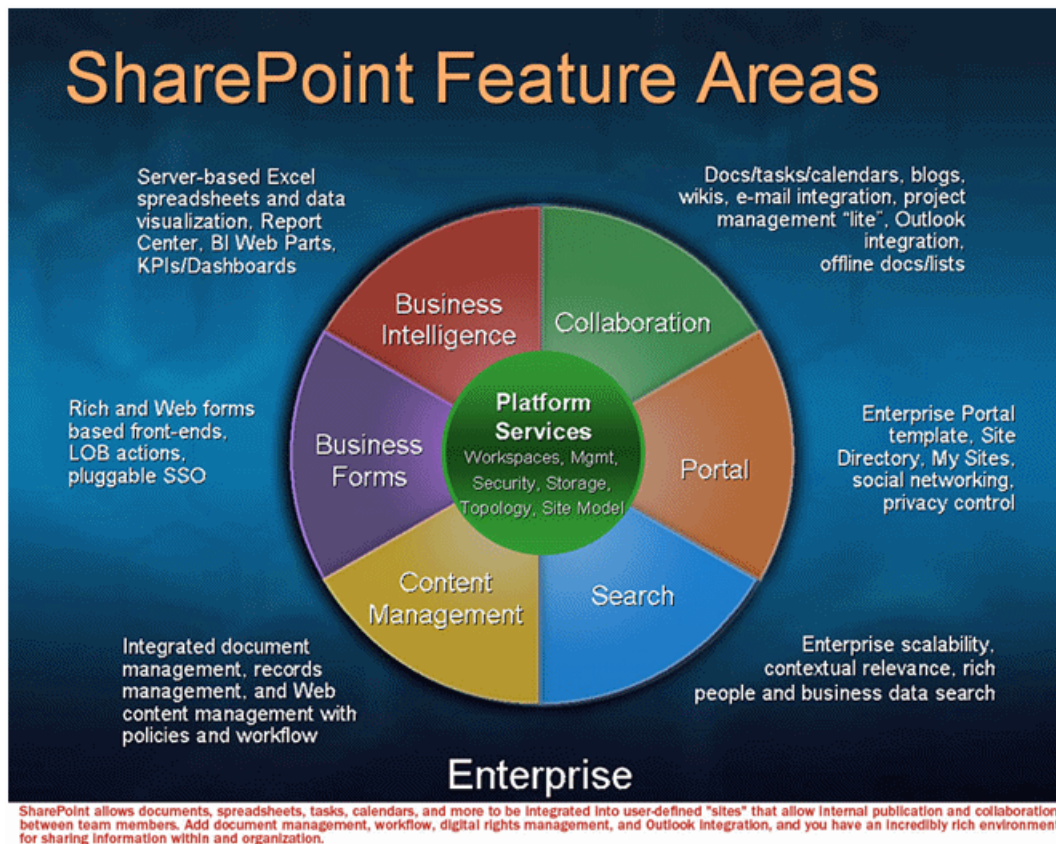 SharePoint Feature Areas
Server-based Excel
spreadsheets and data
visualization, Report
Center, BI Web Parts,
KPIs/Dashboards
Docs/tasks/calendars, blogs,
wikis, e-mail integration, project
management "lite", Outlook
integration,
offline docs/lists
Business
Intelligence
Collaboration
Rich and Web forms
based front-ends,
LOB actions,
pluggable SSO
Business
Forms
Platform
Services
Workspaces, Mgmt,
Security, Storage,
Topology, Site Model
Portal
Enterprise Portal
template, Site
Directory, My Sites,
social networking,
privacy control
Content
Management
Search
Integrated document
management, records
management, and Web
content management with
policies and workflow
Enterprise scalability,
contextual relevance, rich
people and business data search
Enterprise
SharePoint allows documents, spreadsheets, tasks, calendars, and more to be integrated into user-defined "sites" that allow internal publication and collaboration
between team members. Add document management, workflow, digital rights management, and Outlook integration, and you have an incredibly rich environment
for sharing information within and organization.